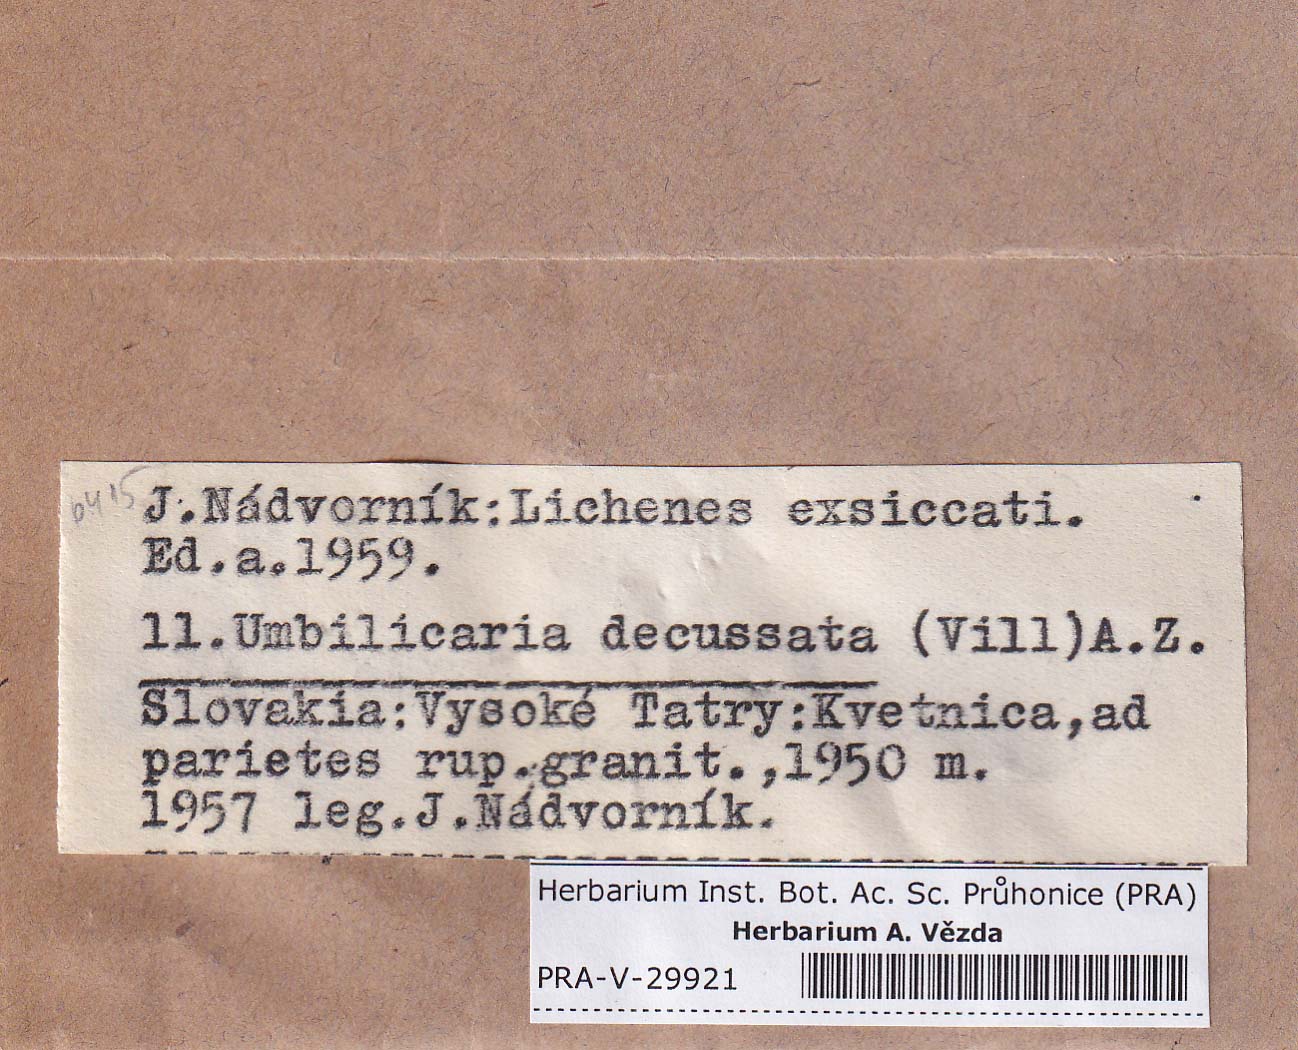 6415
J.Nádvorník:Lichenes exsiccati.
Ed.a.1959.
11.Umbilicaria decussata (Vill)A.Z.
Slovakia:Vysoké Tatry:Kvetnica,ad
parietes rup.granit.,1950 m.
1957 leg.J.Nádvorník.
Herbarium Inst. Bot. Ac. Sc. Průhonice (PRA)
Herbarium A. Vězda
PRA-V-29921